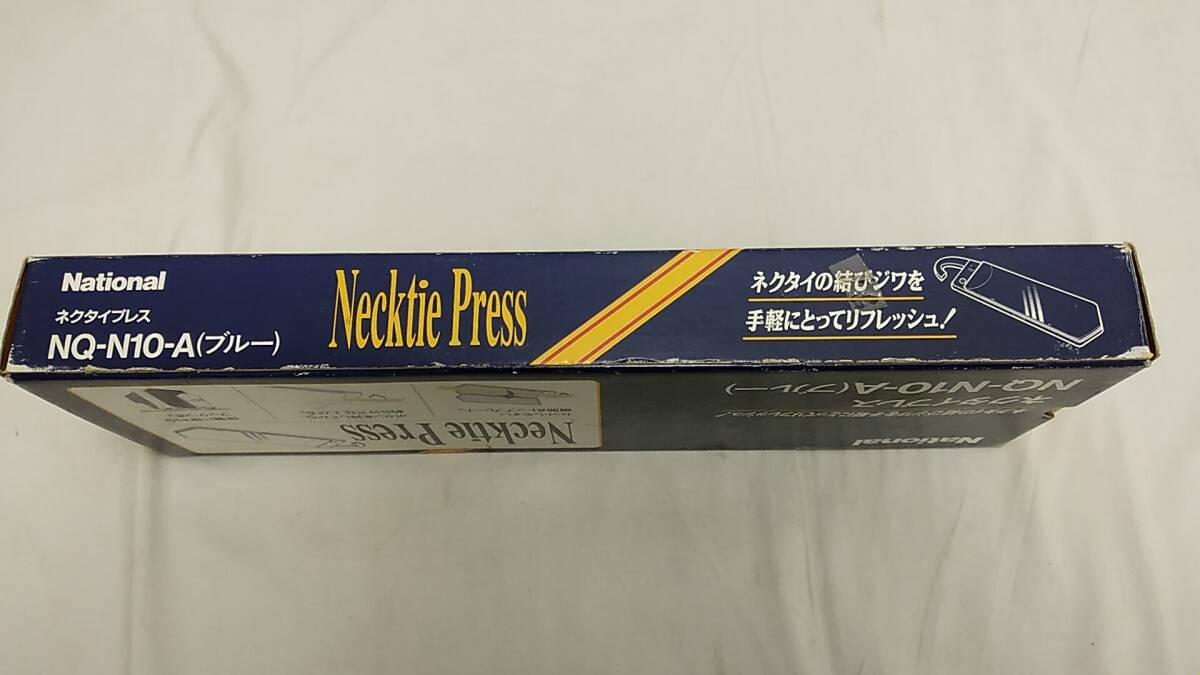 National
ネクタイプレス
NQ-N10-A(ブルー)
Necktie Press
ネクタイの結びジワを
手軽にとってリフレッシュ!
National
ネクタイプレス
NQ-N10-A(ブルー)
Necktie Press